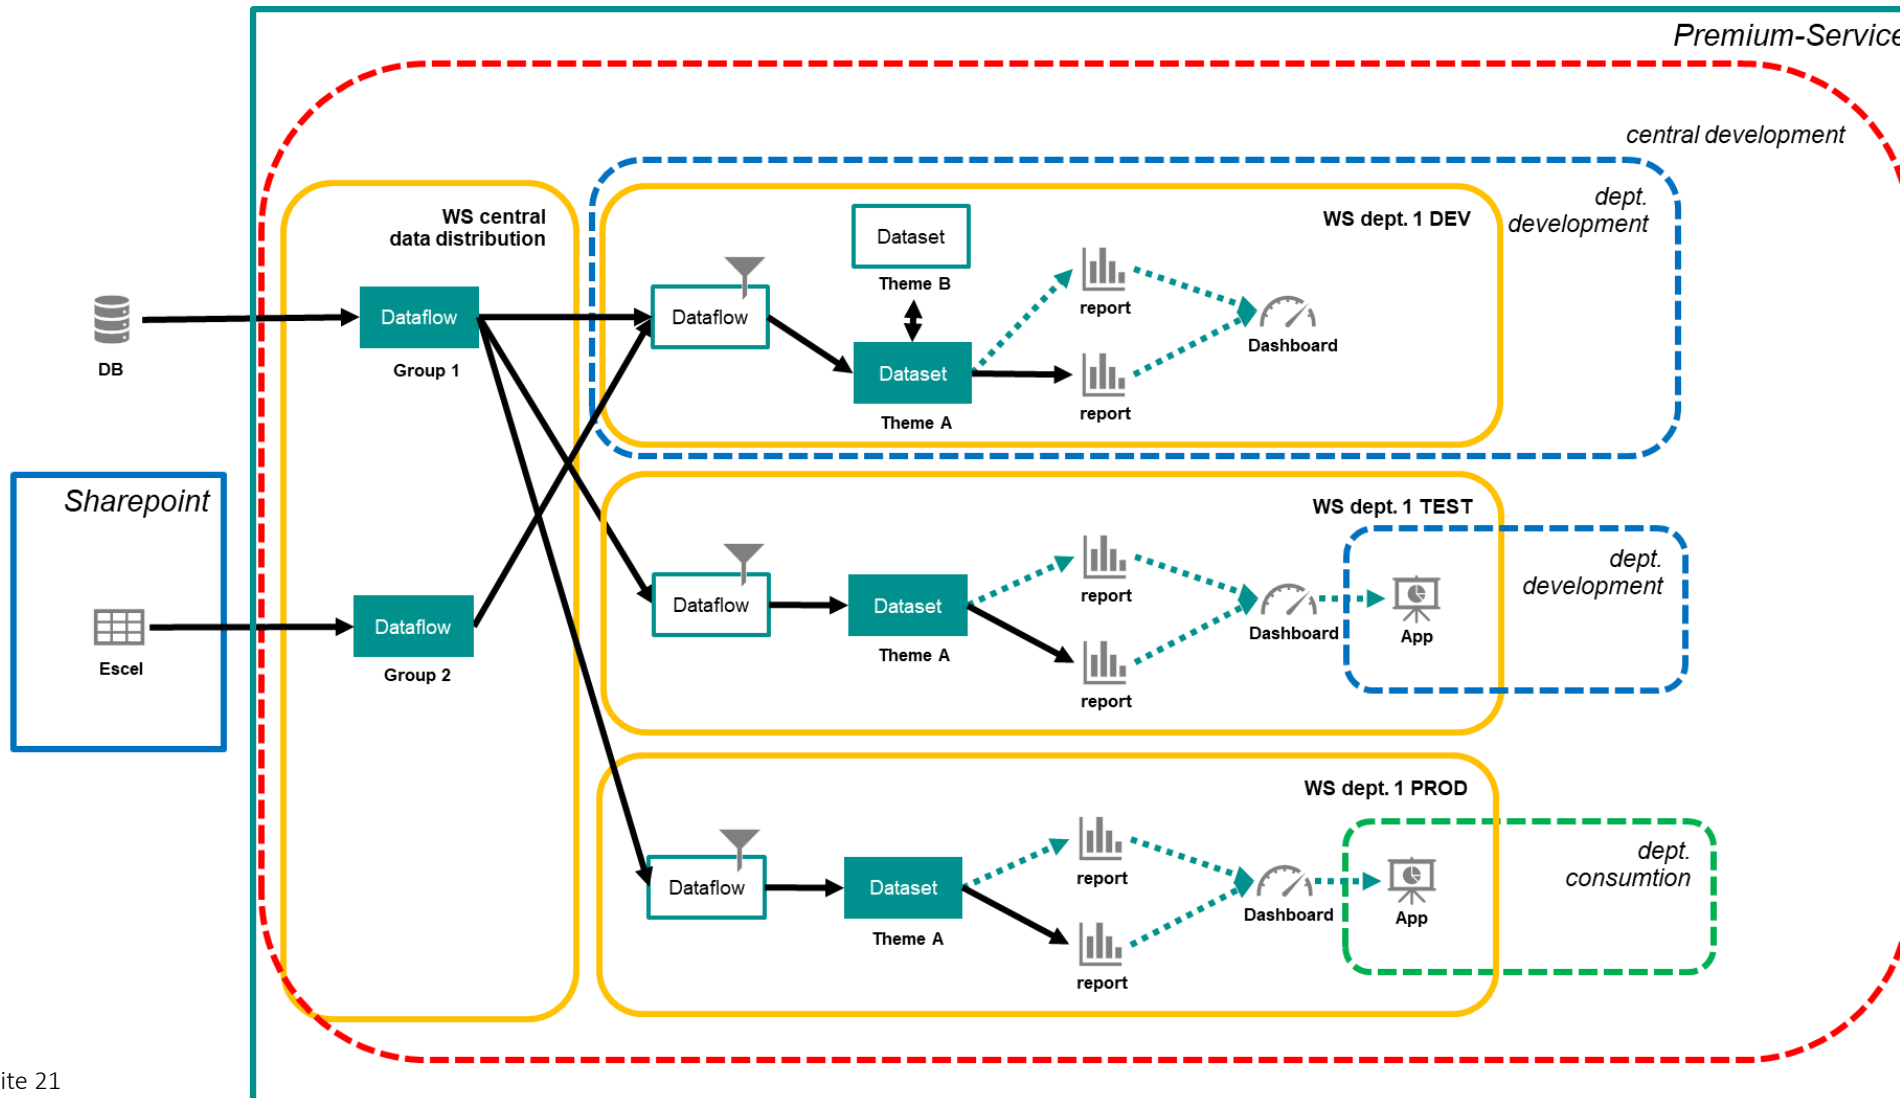 Premium-Service
central development
dept.
development
WS central
data distribution
WS dept. 1 DEV
Dataset
Theme B
Dataflow
Group 1
Dataflow
Dataset
Theme A
report
report
Dashboard
DB
Sharepoint
Escel
Dataflow
Group 2
WS dept. 1 TEST
dept.
development
Dataflow
Dataset
Theme A
report
report
Dashboard
App
WS dept. 1 PROD
dept.
consumtion
Dataflow
Dataset
Theme A
report
report
Dashboard
App
ite 21